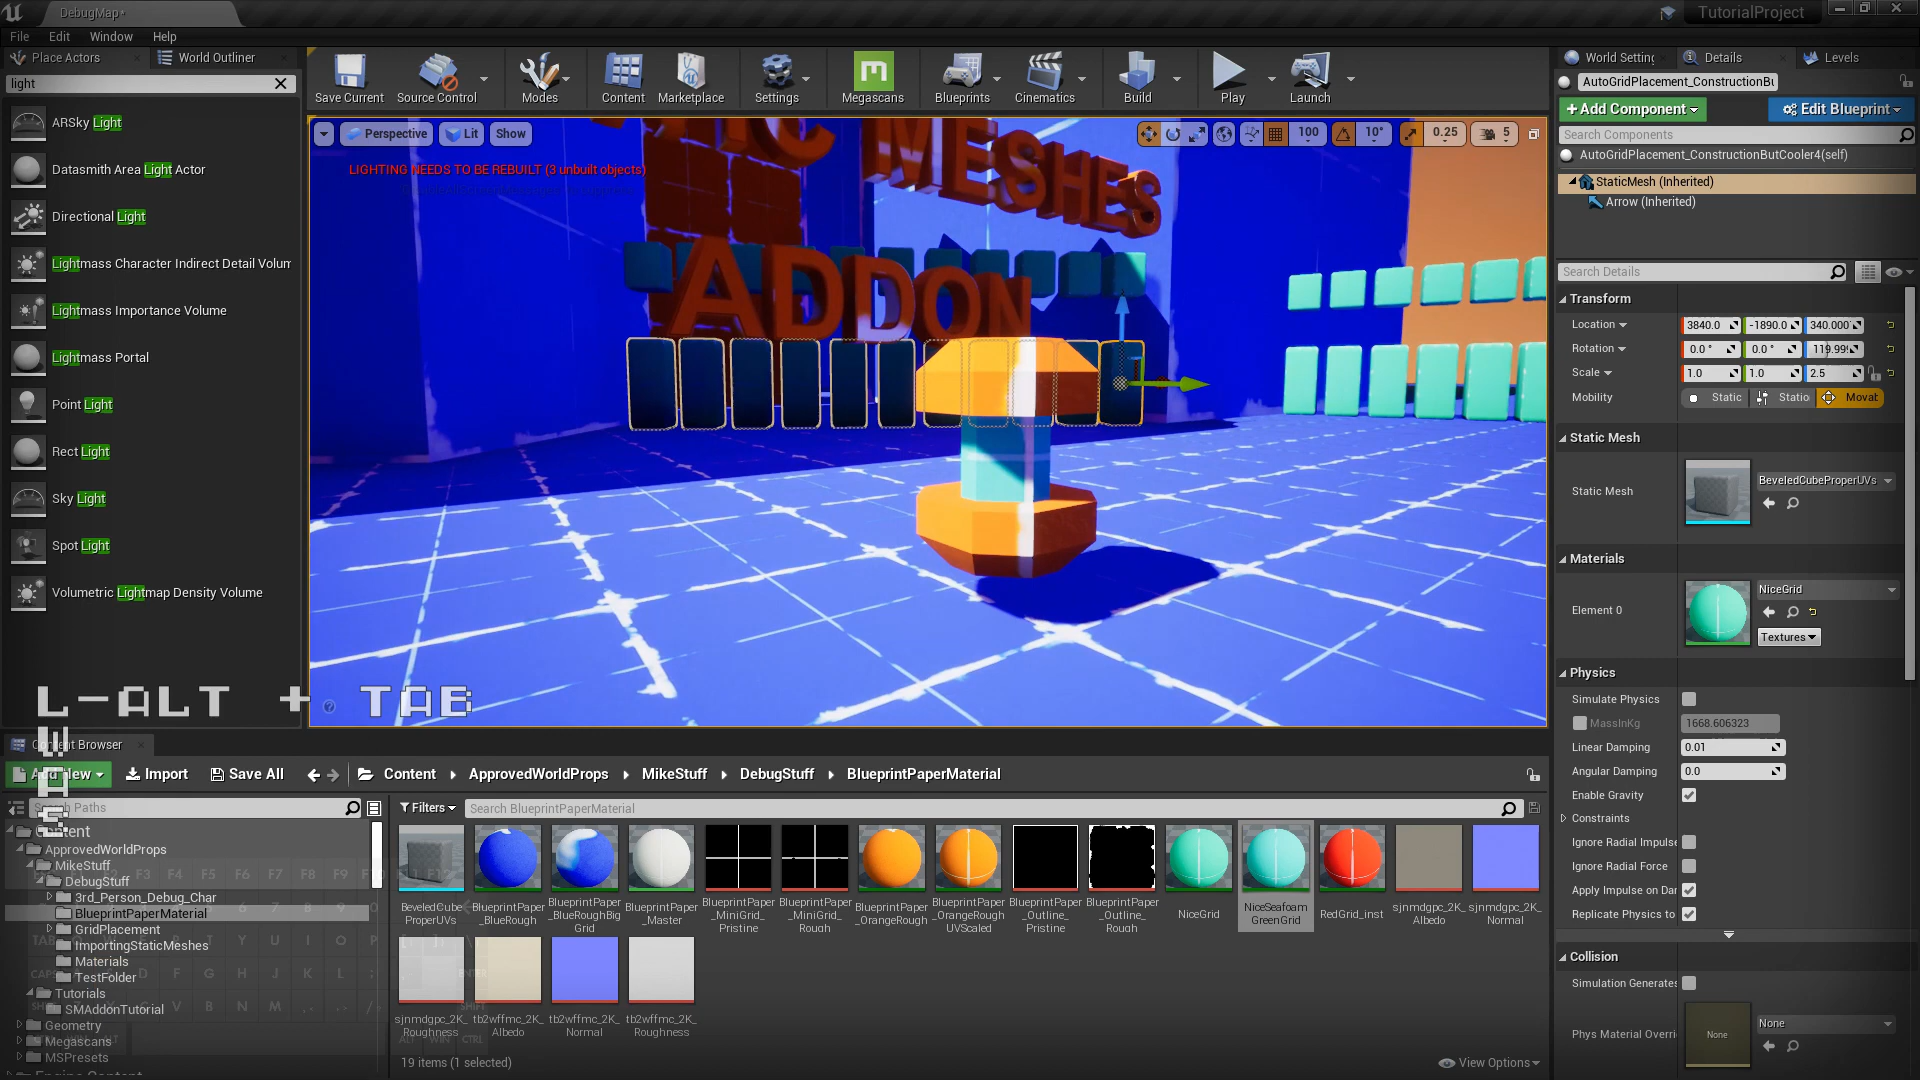 DebugMap*
TutorialProject
File Edit Window Help
Place Actors
World Outliner
light
ARSky Light
Datasmith Area Light Actor
Directional Light
Lightmass Character Indirect Detail Volum
Lightmass Importance Volume
Lightmass Portal
Point Light
Rect Light
Sky Light
Spot Light
Volumetric Lightmap Density Volume
Save Current
Source Control
Modes
Content
Marketplace
Settings
Megascans
Blueprints
Cinematics
Build
Play
Launch
Perspective
Lit
Show
100
10°
0.25
5
LIGHTING NEEDS TO BE REBUILT (3 unbuilt objects)
MESHES
ADDON
L-ALT + TAB
W
A
S
World Setting
Details
Levels
AutoGridPlacement_ConstructionBut
+Add Component
Edit Blueprint
Search Components
AutoGridPlacement_ConstructionButCooler4(self)
StaticMesh (Inherited)
Arrow (Inherited)
Search Details
Transform
Location 3840.0 -1890.0 340.000
Rotation 0.0 ° 0.0 ° 119.99
Scale 1.0 1.0 2.5
Mobility Static Statio Movat
Static Mesh
Static Mesh
BeveledCubeProperUVs
Materials
Element 0
NiceGrid
Textures
Physics
Simulate Physics
MassInKg 1668.606323
Linear Damping 0.01
Angular Damping 0.0
Enable Gravity
Constraints
Ignore Radial Impulse
Ignore Radial Force
Apply Impulse on Dar
Replicate Physics to
Collision
Simulation Generates
Phys Material Overri
None
None
Content Browser
Add New
Import
Save All
Content ApprovedWorldProps MikeStuff DebugStuff BlueprintPaperMaterial
Search Paths
Filters
Search BlueprintPaperMaterial
Content
ApprovedWorldProps
MikeStuff
DebugStuff
3rd_Person_Debug_Char
BlueprintPaperMaterial
GridPlacement
ImportingStaticMeshes
Materials
TestFolder
Tutorials
SMAddonTutorial
Geometry
Megascans
MSPresets
Engine Content
BeveledCube
ProperUVs
BlueprintPaper
_BlueRough
BlueprintPaper
_BlueRoughBig
Grid
BlueprintPaper
_Master
BlueprintPaper
_MiniGrid_
Pristine
BlueprintPaper
_MiniGrid_
Rough
BlueprintPaper
_OrangeRough
BlueprintPaper
_OrangeRough
UVScaled
BlueprintPaper
_Outline_
Pristine
BlueprintPaper
_Outline_
Rough
NiceGrid
NiceSeafoam
GreenGrid
RedGrid_inst
sjnmdgpc_2K_
Albedo
sjnmdgpc_2K_
Normal
sjnmdgpc_2K_
Roughness
tb2wffmc_2K_
Albedo
tb2wffmc_2K_
Normal
tb2wffmc_2K_
Roughness
19 items (1 selected)
View Options